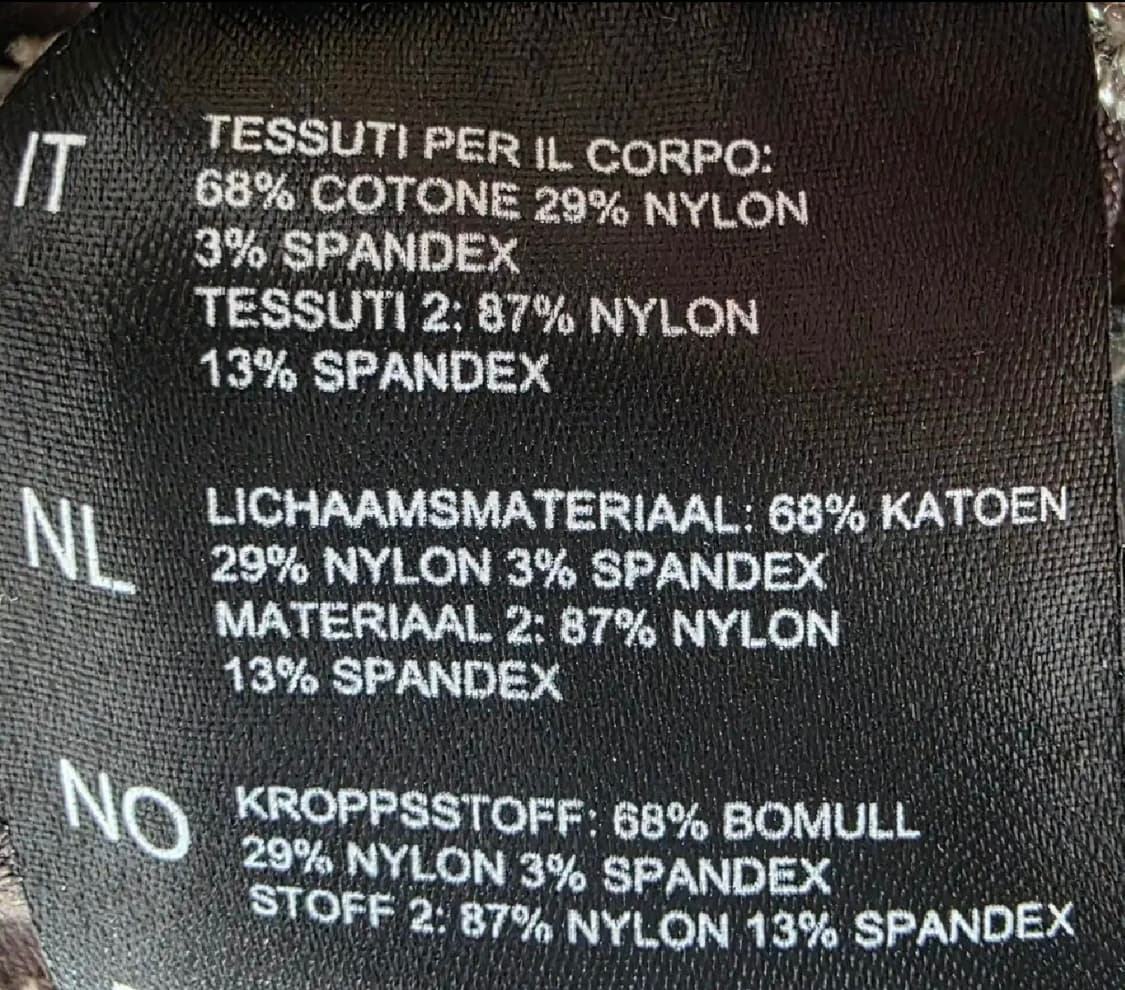 IT
TESSUTI PER IL CORPO:
68% COTONE 29% NYLON
3% SPANDEX
TESSUTI 2: 87% NYLON
13% SPANDEX
NL
LICHAAMSMATERIAAL: 68% KATOEN
29% NYLON 3% SPANDEX
MATERIAAL 2: 87% NYLON
13% SPANDEX
NO
KROPPSSTOFF: 68% BOMULL
29% NYLON 3% SPANDEX
STOFF 2: 87% NYLON 13% SPANDEX